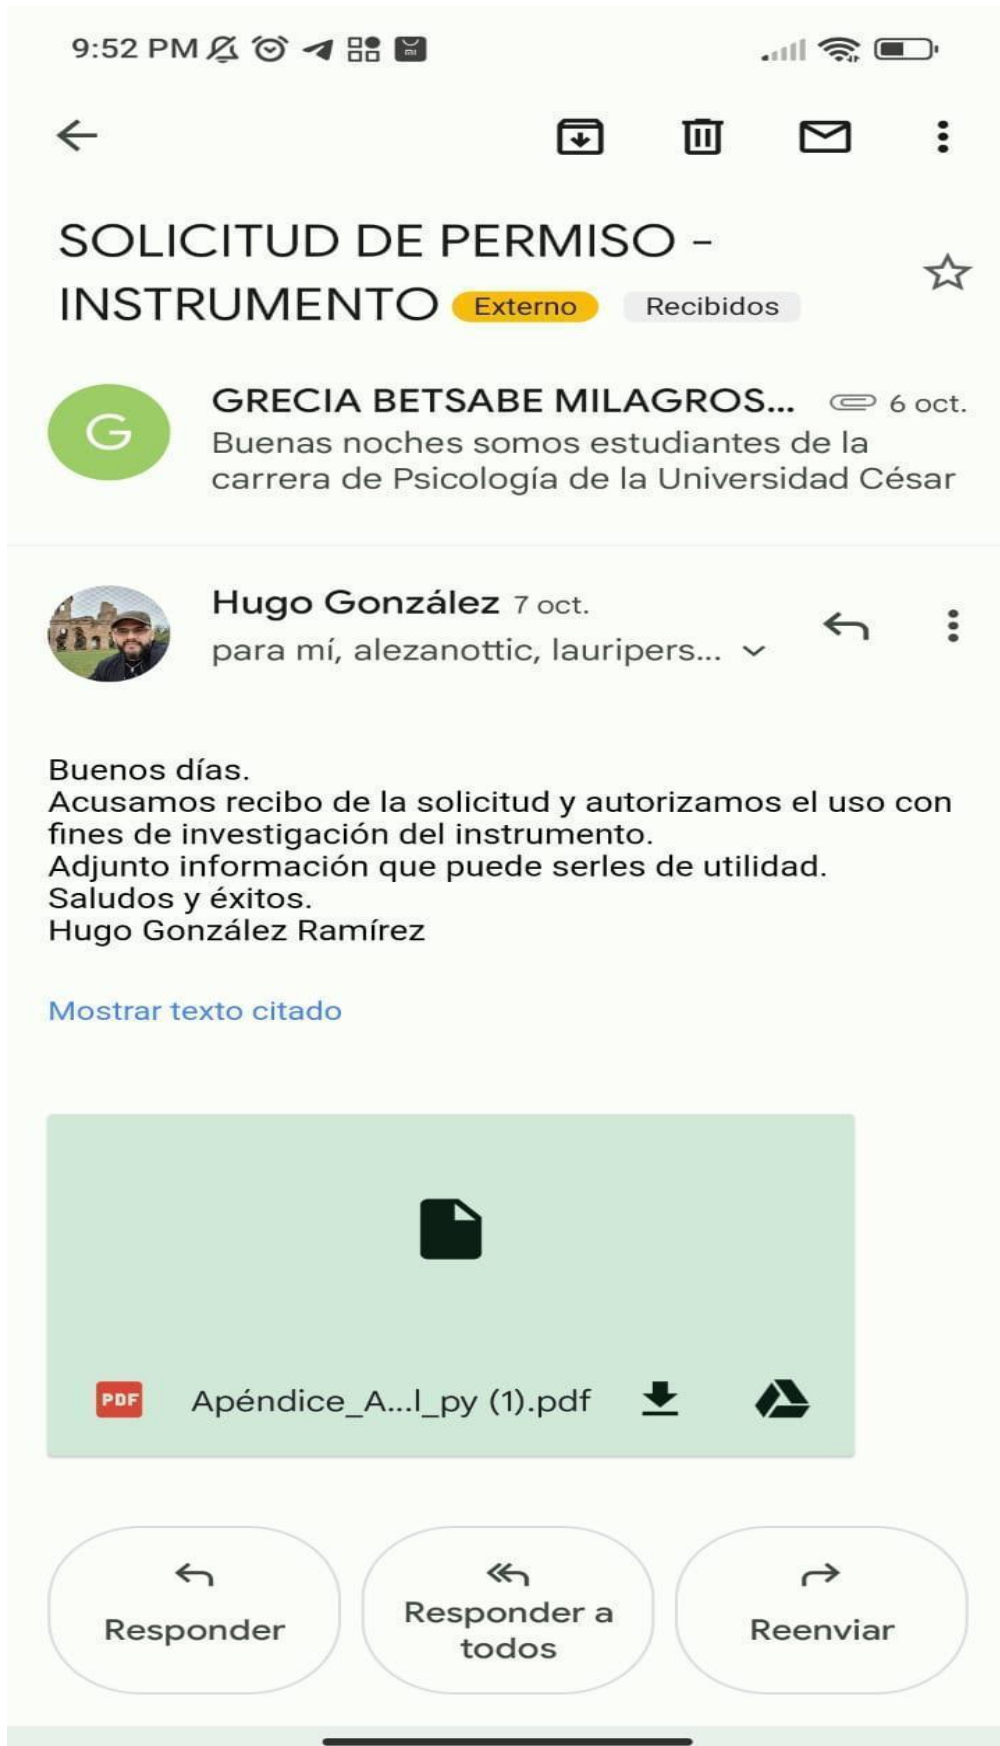 9:52 PM
SOLICITUD DE PERMISO -
INSTRUMENTO Externo Recibidos
G
GRECIA BETSABE MILAGROS... 6 oct.
Buenas noches somos estudiantes de la
carrera de Psicología de la Universidad César
Hugo González 7 oct.
para mí, alezanottic, lauripers...
Buenos días.
Acusamos recibo de la solicitud y autorizamos el uso con
fines de investigación del instrumento.
Adjunto información que puede serles de utilidad.
Saludos y éxitos.
Hugo González Ramírez
Mostrar texto citado
PDF Apéndice_A...l_py (1).pdf
Responder
Responder a
todos
Reenviar